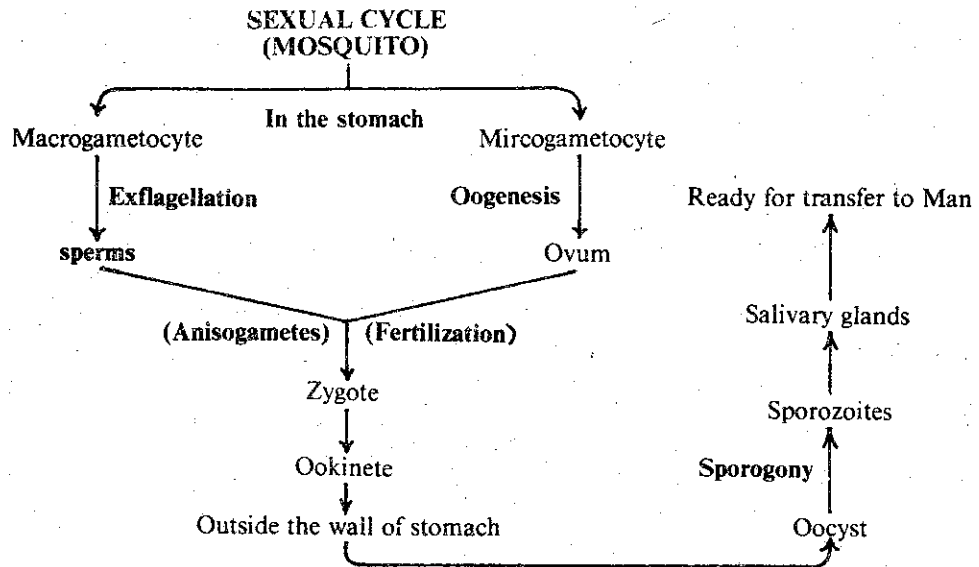 SEXUAL CYCLE
(MOSQUITO)
In the stomach
Macrogametocyte
Mircogametocyte
Exflagellation
Oogenesis
sperms
Ovum
(Anisogametes)
(Fertilization)
Zygote
Ookinete
Outside the wall of stomach
Oocyst
Sporogony
Sporozoites
Salivary glands
Ready for transfer to Man